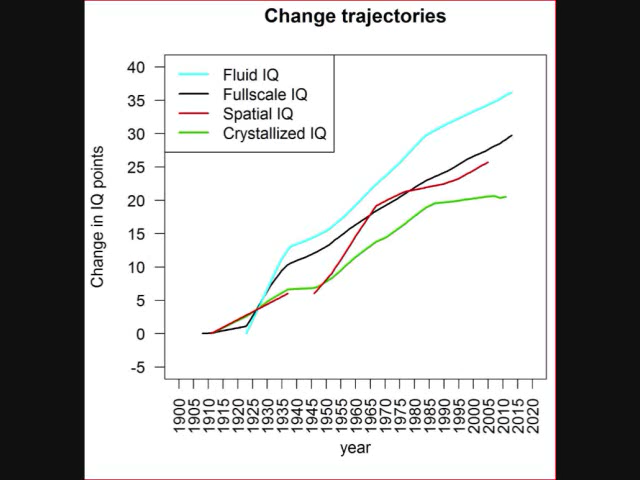 Change trajectories
Fluid IQ
Fullscale IQ
Spatial IQ
Crystallized IQ
Change in IQ points
40
35
30
25
20
15
10
5
0
-5
1900 1905 1910 1915 1920 1925 1930 1935 1940 1945 1950 1955 1960 1965 1970 1975 1980 1985 1990 1995 2000 2005 2010 2015 2020
year